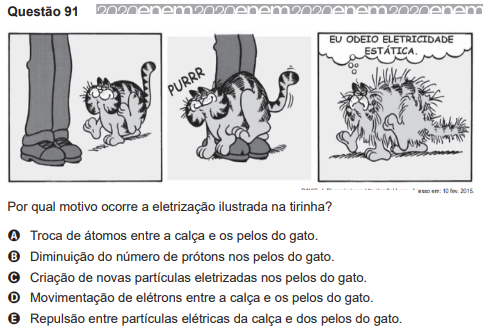 Questão 91
2020enem2020enem2020enem2020enem
PURRR
EU ODEIO ELETRICIDADE
ESTÁTICA.
esso em: 10 fev. 2015.
Por qual motivo ocorre a eletrização ilustrada na tirinha?
A Troca de átomos entre a calça e os pelos do gato.
B Diminuição do número de prótons nos pelos do gato.
C Criação de novas partículas eletrizadas nos pelos do gato.
D Movimentação de elétrons entre a calça e os pelos do gato.
E Repulsão entre partículas elétricas da calça e dos pelos do gato.